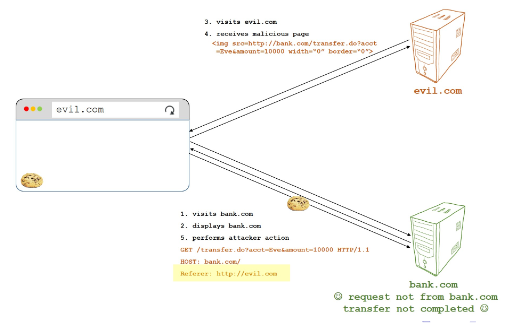 3. visits evil.com
4. receives malicious page
<img src=http://bank.com/transfer.do?acct
=Eve&amount=10000 width="0" border="0">
evil.com
evil.com
1. visits bank.com
2. displays bank.com
5. performs attacker action
GET /transfer.do?acct=Eve&amount=10000 HTTP/1.1
HOST: bank.com/
Referer: http://evil.com
bank.com
☺ request not from bank.com
transfer not completed ☺